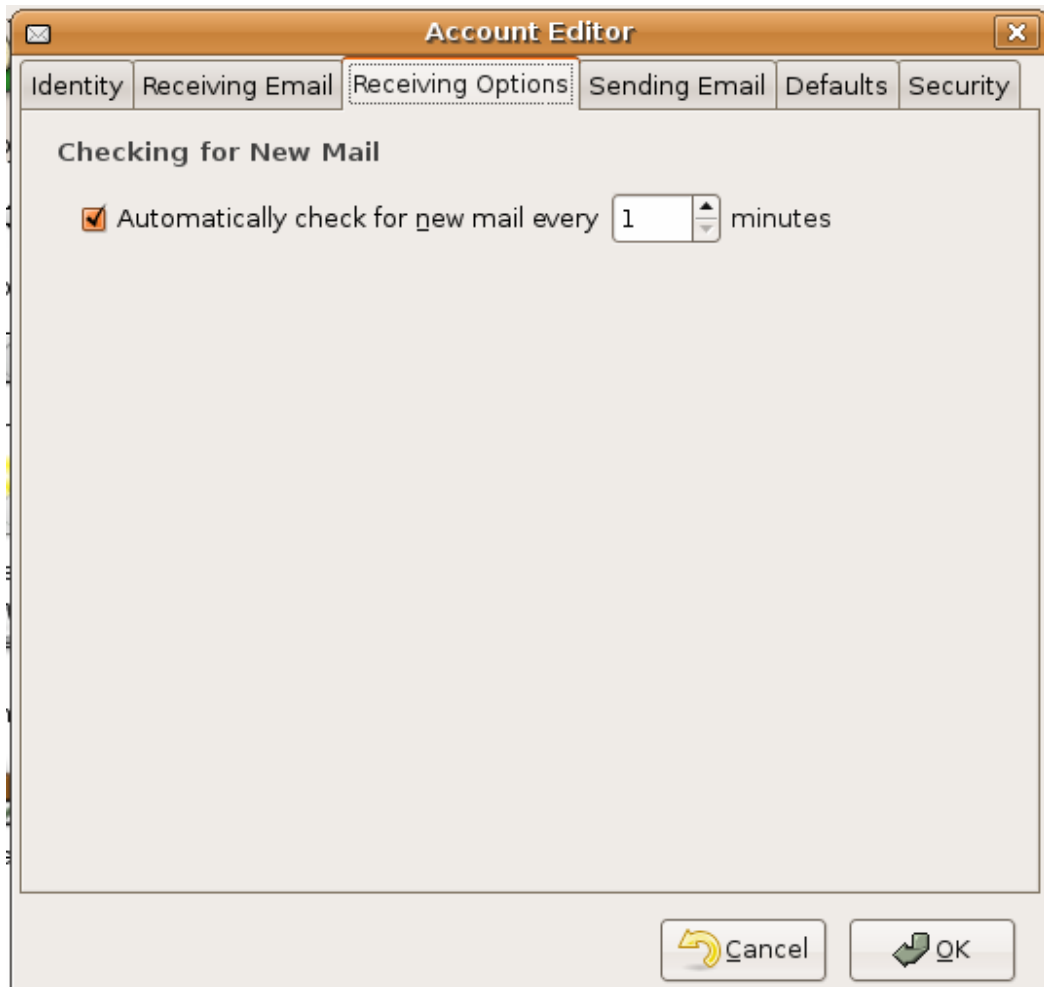 Account Editor
Identity Receiving Email Receiving Options Sending Email Defaults Security
Checking for New Mail
Automatically check for new mail every 1 minutes
Cancel OK